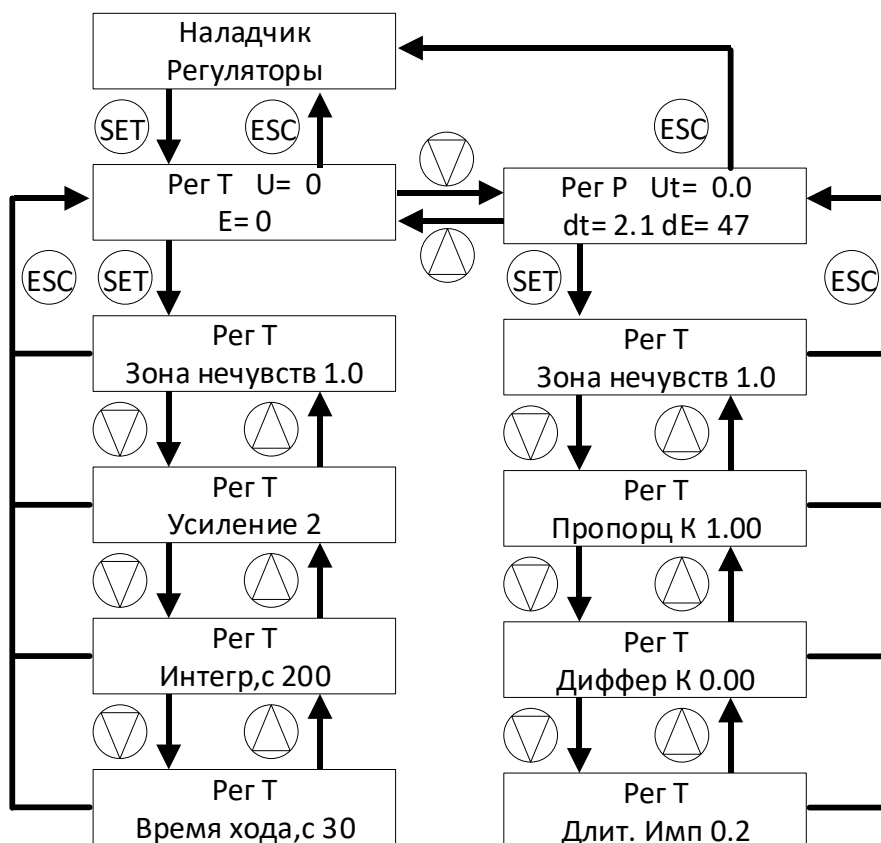 Наладчик
Регуляторы
SET
ESC
ESC
Рег Т U= 0
E= 0
Рег Р Ut= 0.0
dt= 2.1 dE= 47
ESC
SET
SET
ESC
Рег Т
Зона нечувств 1.0
Рег Т
Зона нечувств 1.0
Рег Т
Усиление 2
Рег Т
Пропорц К 1.00
Рег Т
Интегр,с 200
Рег Т
Диффер К 0.00
Рег Т
Время хода,с 30
Рег Т
Длит. Имп 0.2